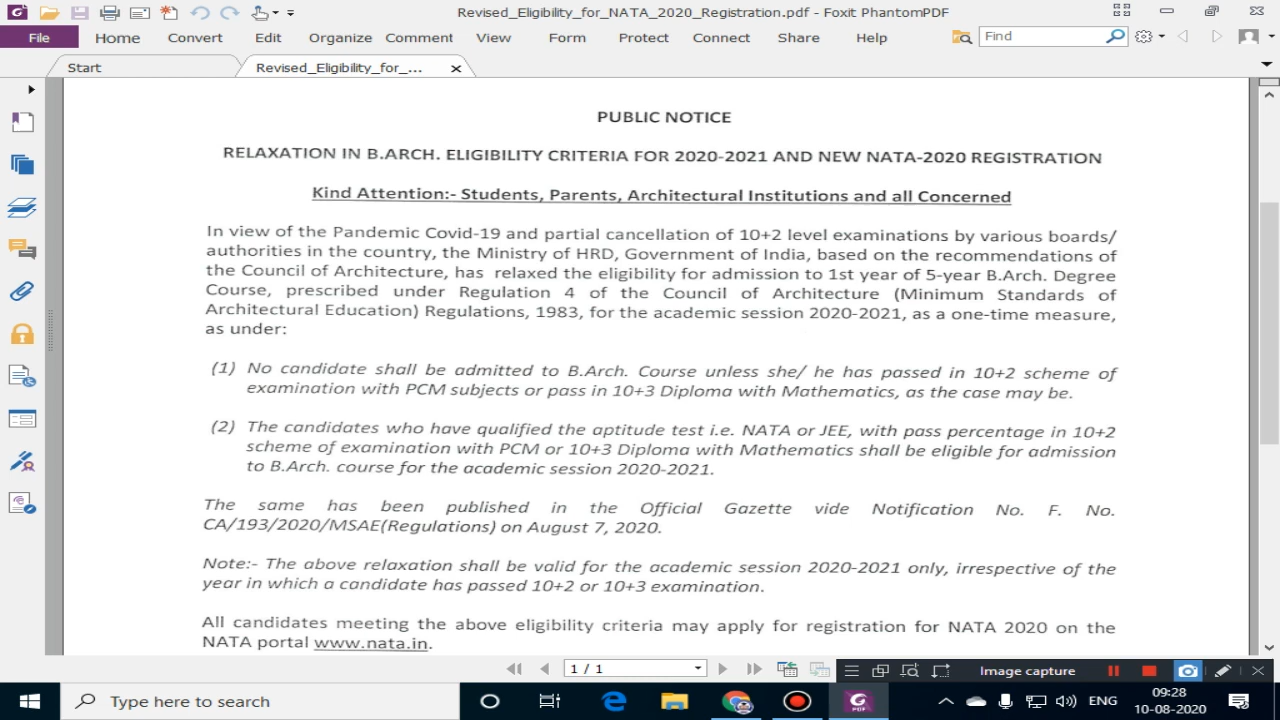 Revised_Eligibility_for_NATA_2020_Registration.pdf - Foxit PhantomPDF
File Home Convert Edit Organize Comment View Form Protect Connect Share Help Find
Start Revised_Eligibility_for_...
PUBLIC NOTICE
RELAXATION IN B.ARCH. ELIGIBILITY CRITERIA FOR 2020-2021 AND NEW NATA-2020 REGISTRATION
Kind Attention:- Students, Parents, Architectural Institutions and all Concerned
In view of the Pandemic Covid-19 and partial cancellation of 10+2 level examinations by various boards/
authorities in the country, the Ministry of HRD, Government of India, based on the recommendations of
the Council of Architecture, has relaxed the eligibility for admission to 1st year of 5-year B.Arch. Degree
Course, prescribed under Regulation 4 of the Council of Architecture (Minimum Standards of
Architectural Education) Regulations, 1983, for the academic session 2020-2021, as a one-time measure,
as under:
(1) No candidate shall be admitted to B.Arch. Course unless she/ he has passed in 10+2 scheme of
examination with PCM subjects or pass in 10+3 Diploma with Mathematics, as the case may be.
(2) The candidates who have qualified the aptitude test i.e. NATA or JEE, with pass percentage in 10+2
scheme of examination with PCM or 10+3 Diploma with Mathematics shall be eligible for admission
to B.Arch. course for the academic session 2020-2021.
The same has been published in the Official Gazette vide Notification No. F. No.
CA/193/2020/MSAE(Regulations) on August 7, 2020.
Note:- The above relaxation shall be valid for the academic session 2020-2021 only, irrespective of the
year in which a candidate has passed 10+2 or 10+3 examination.
All candidates meeting the above eligibility criteria may apply for registration for NATA 2020 on the
NATA portal www.nata.in.
1 / 1 Image capture
Type here to search PDF ENG 09:28
10-08-2020